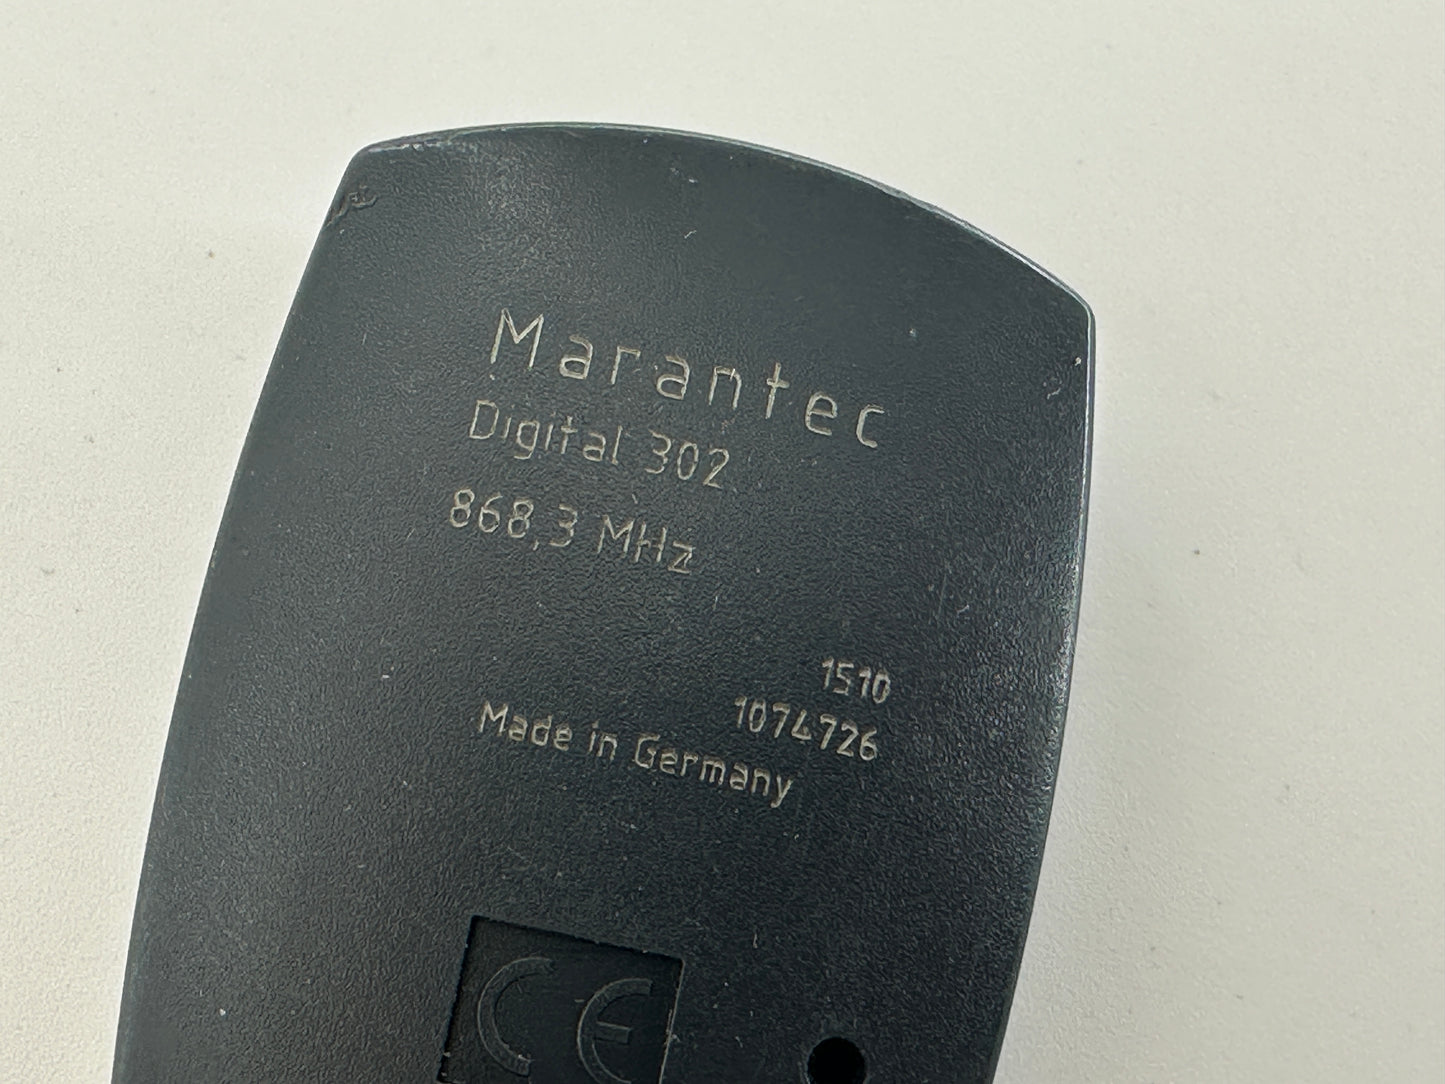 Marantec
Digital 302
868,3 MHz
1510
1074726
Made in Germany
CE